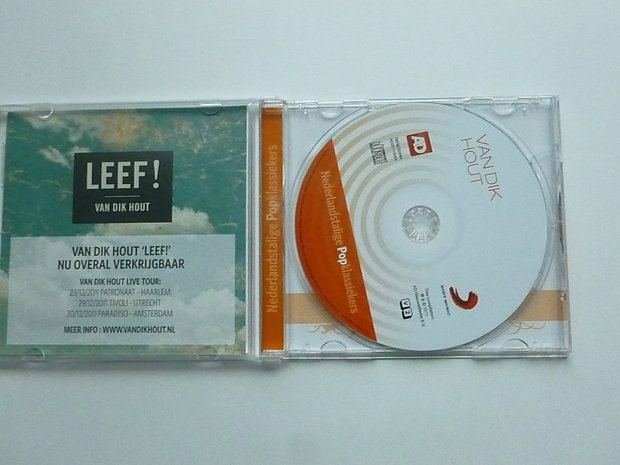 LEEF!
VAN DIK HOUT
VAN DIK HOUT 'LEEF!'
NU OVERAL VERKRIJGBAAR
VAN DIK HOUT LIVE TOUR:
23/12/2011 PATRONAAT - HAARLEM
29/12/2011 TIVOLI - UTRECHT
30/12/2011 PARADISO - AMSTERDAM
MEER INFO : WWW.VANDIKHOUT.NL
Nederlandstalige Popklassiekers
AD
VAN DIK
HOUT
Nederlandstalige Popklassiekers
V2